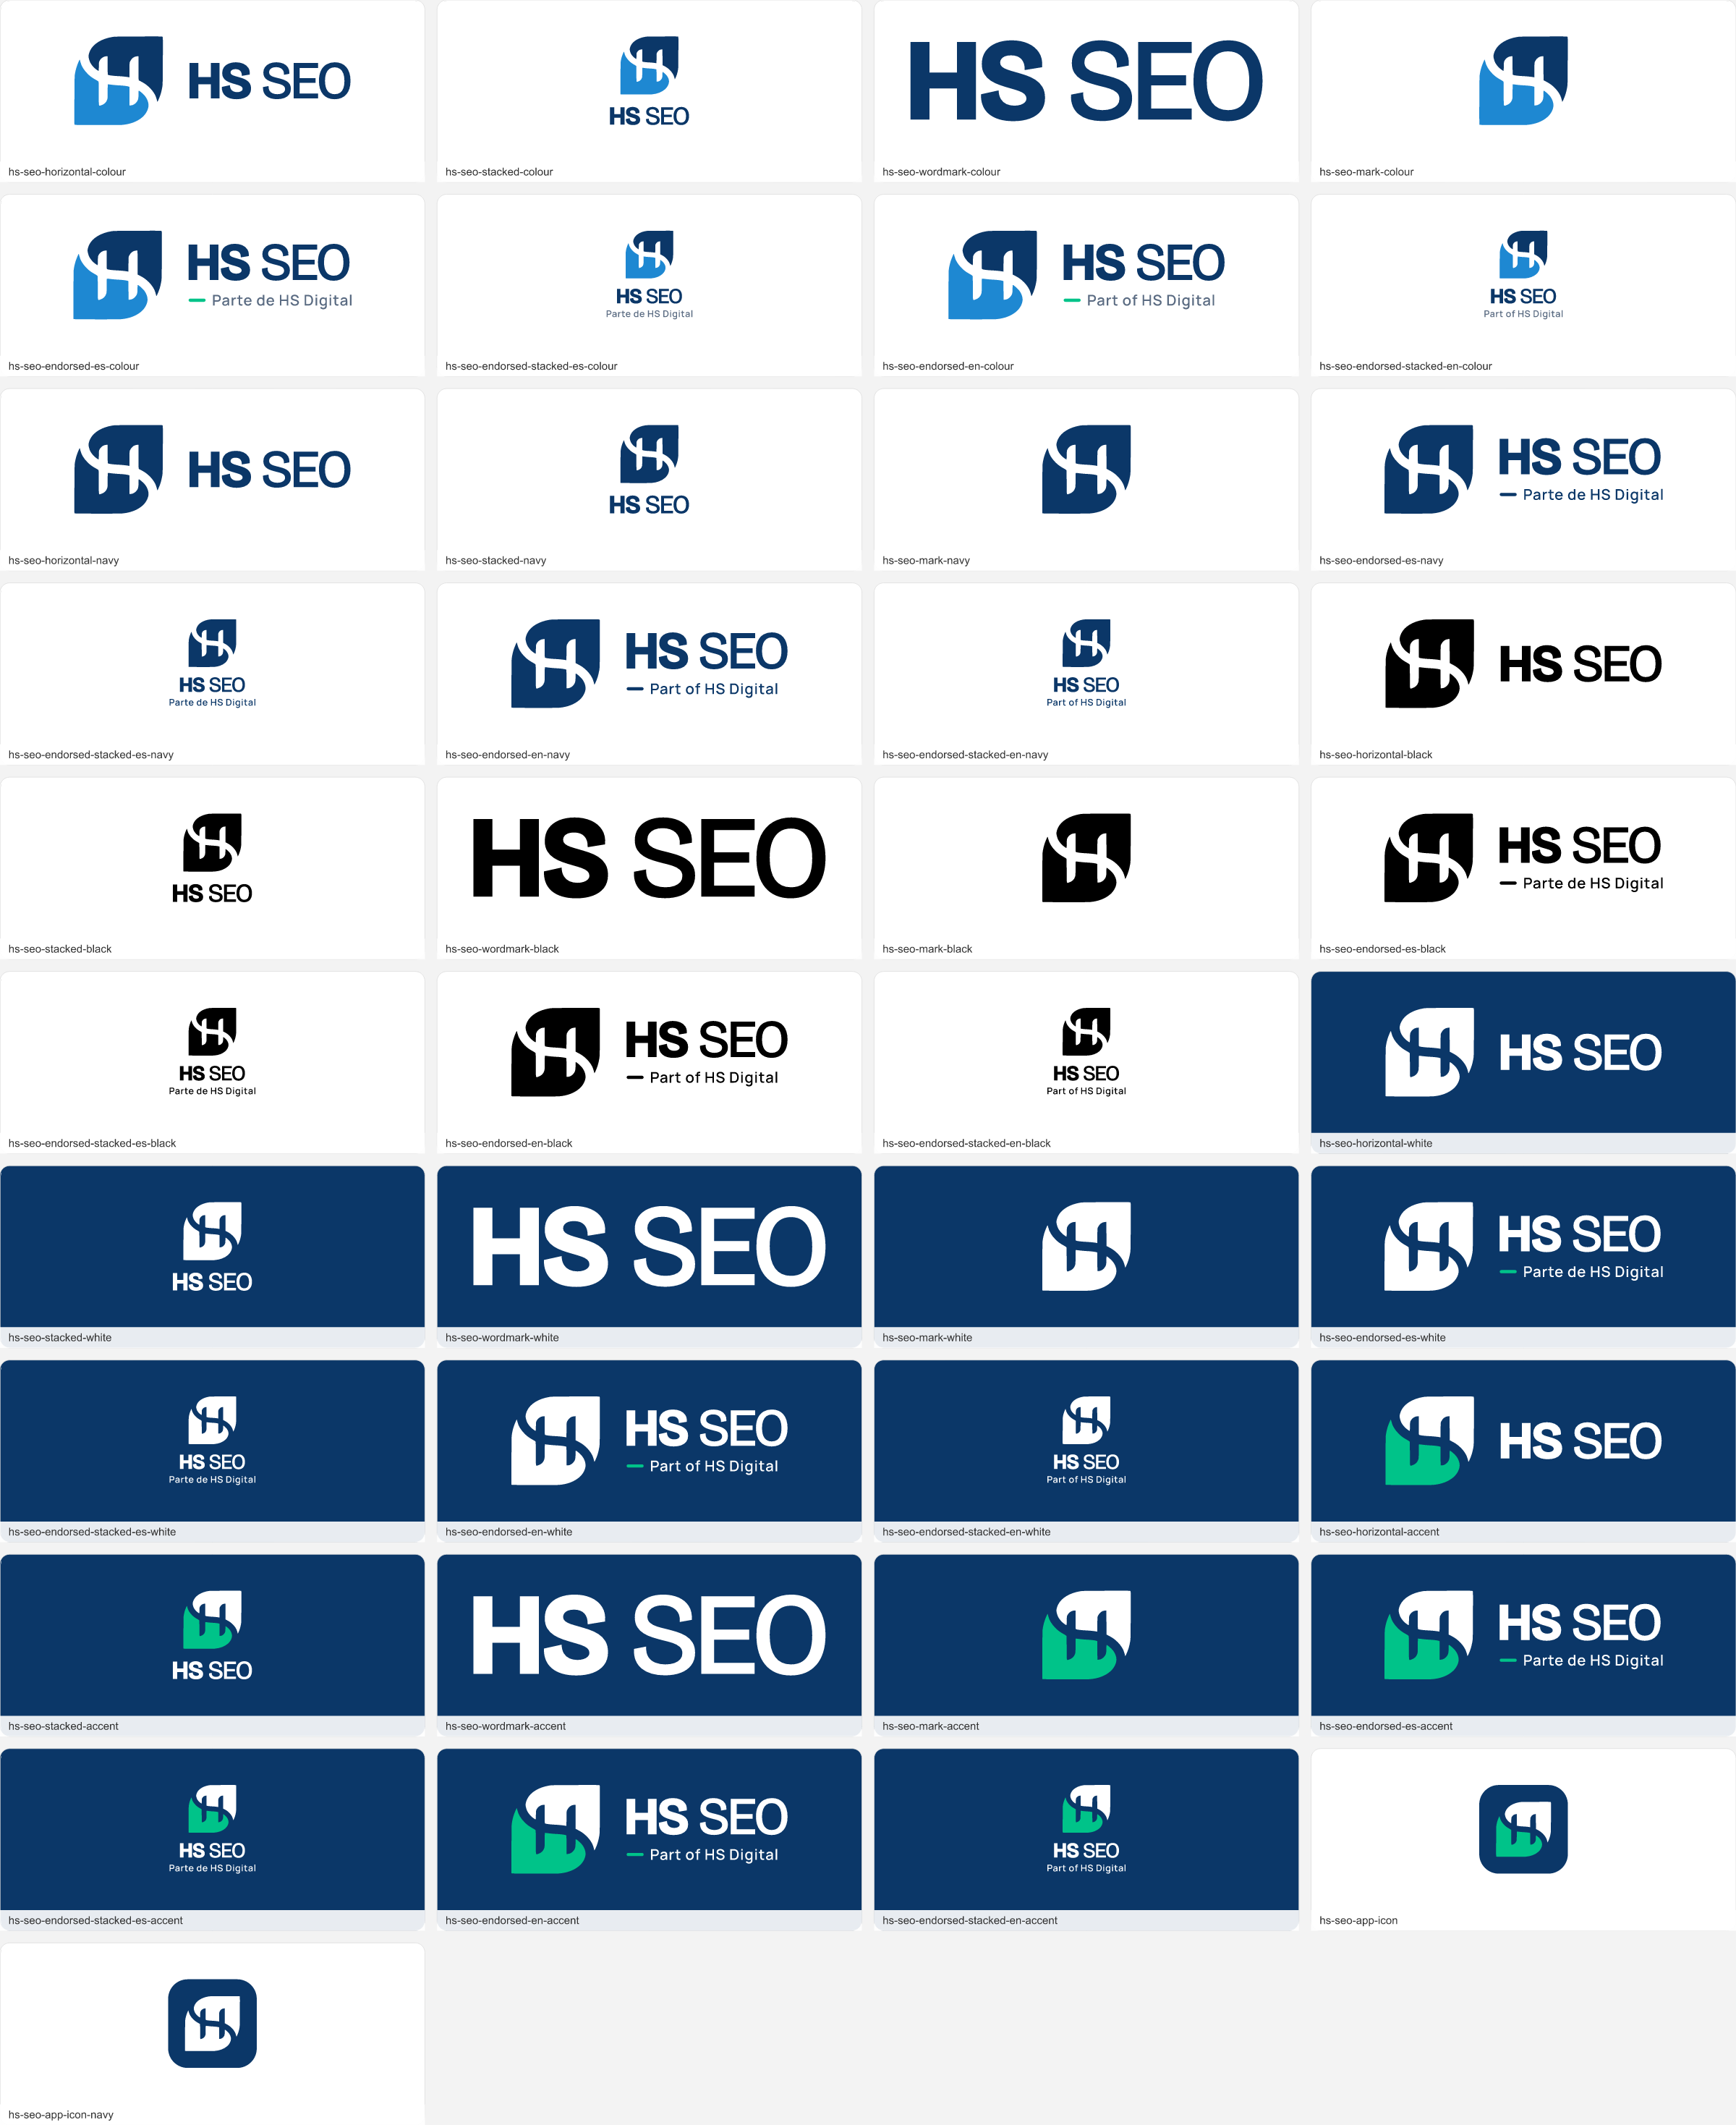 HS SEO
HS SEO
HS SEO
hs-seo-horizontal-colour
hs-seo-stacked-colour
hs-seo-wordmark-colour
hs-seo-mark-colour
HS SEO
Parte de HS Digital
HS SEO
Parte de HS Digital
HS SEO
Part of HS Digital
HS SEO
Part of HS Digital
hs-seo-endorsed-es-colour
hs-seo-endorsed-stacked-es-colour
hs-seo-endorsed-en-colour
hs-seo-endorsed-stacked-en-colour
HS SEO
HS SEO
HS SEO
Parte de HS Digital
hs-seo-horizontal-navy
hs-seo-stacked-navy
hs-seo-mark-navy
hs-seo-endorsed-es-navy
HS SEO
Parte de HS Digital
HS SEO
Part of HS Digital
HS SEO
Part of HS Digital
HS SEO
hs-seo-endorsed-stacked-es-navy
hs-seo-endorsed-en-navy
hs-seo-endorsed-stacked-en-navy
hs-seo-horizontal-black
HS SEO
HS SEO
HS SEO
Parte de HS Digital
hs-seo-stacked-black
hs-seo-wordmark-black
hs-seo-mark-black
hs-seo-endorsed-es-black
HS SEO
Parte de HS Digital
HS SEO
Part of HS Digital
HS SEO
Part of HS Digital
HS SEO
hs-seo-endorsed-stacked-es-black
hs-seo-endorsed-en-black
hs-seo-endorsed-stacked-en-black
hs-seo-horizontal-white
HS SEO
HS SEO
HS SEO
Parte de HS Digital
hs-seo-stacked-white
hs-seo-wordmark-white
hs-seo-mark-white
hs-seo-endorsed-es-white
HS SEO
Parte de HS Digital
HS SEO
Part of HS Digital
HS SEO
Part of HS Digital
HS SEO
hs-seo-endorsed-stacked-es-white
hs-seo-endorsed-en-white
hs-seo-endorsed-stacked-en-white
hs-seo-horizontal-accent
HS SEO
HS SEO
HS SEO
Parte de HS Digital
hs-seo-stacked-accent
hs-seo-wordmark-accent
hs-seo-mark-accent
hs-seo-endorsed-es-accent
HS SEO
Parte de HS Digital
HS SEO
Part of HS Digital
HS SEO
Part of HS Digital
hs-seo-endorsed-stacked-es-accent
hs-seo-endorsed-en-accent
hs-seo-endorsed-stacked-en-accent
hs-seo-app-icon
hs-seo-app-icon-navy